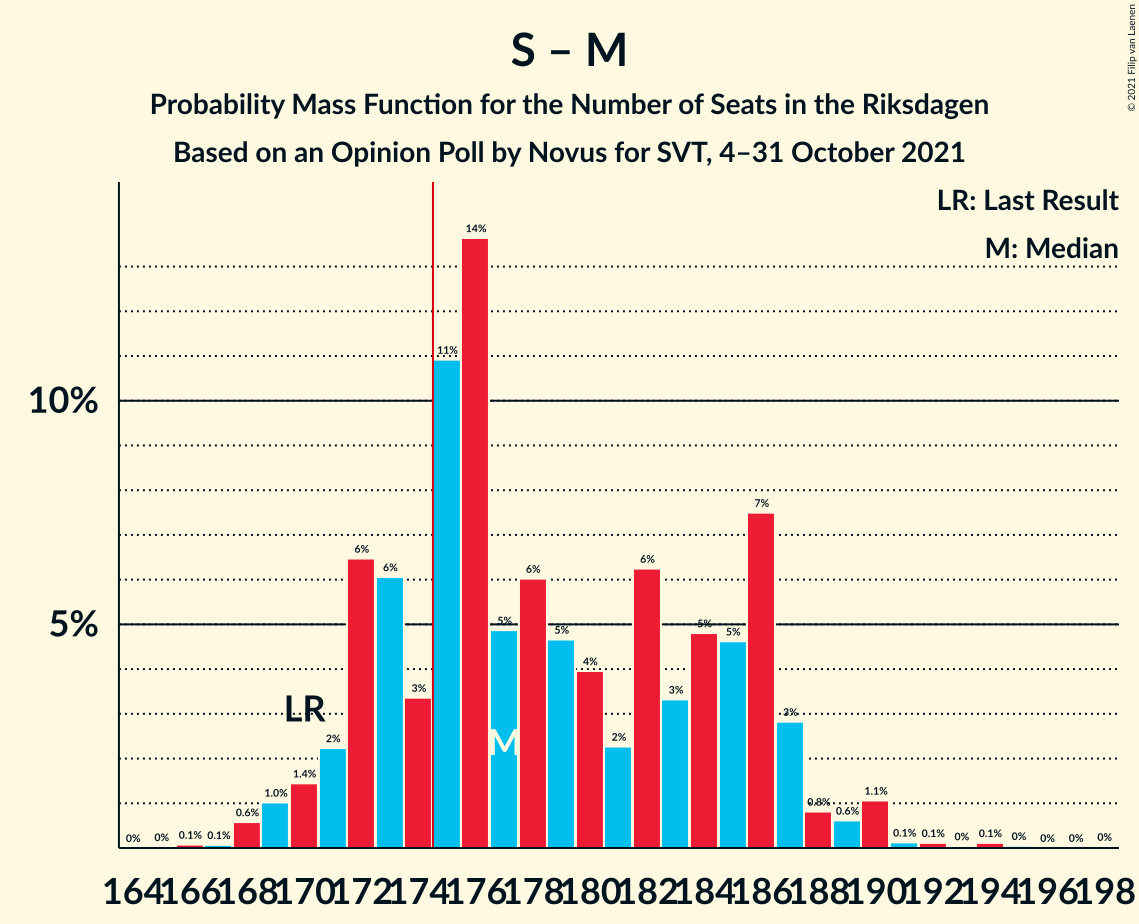 © 2021 Filip van Laenen
S – M
Probability Mass Function for the Number of Seats in the Riksdagen
Based on an Opinion Poll by Novus for SVT, 4–31 October 2021
LR: Last Result
M: Median
10%
5%
LR
M
0% 0% 0.1% 0.1% 0.6% 1.0% 1.4% 2% 6% 6% 3% 11% 14% 5% 6% 5% 4% 2% 6% 3% 5% 5% 7% 3% 0.8% 0.6% 1.1% 0.1% 0.1% 0% 0.1% 0% 0% 0% 0%
164 166 168 170 172 174 176 178 180 182 184 186 188 190 192 194 196 198